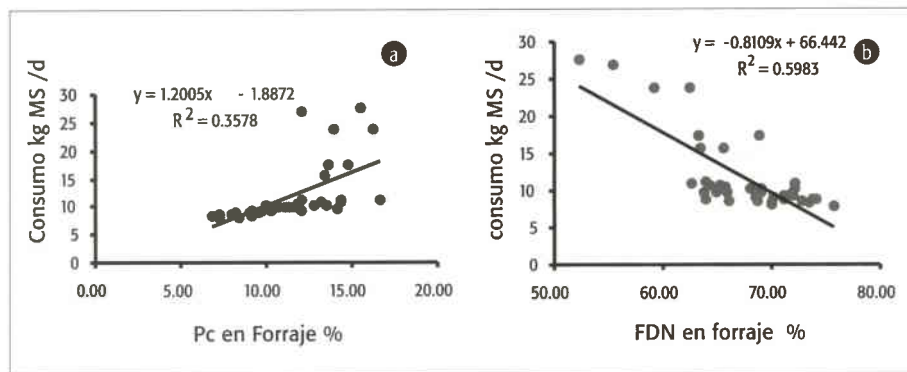 a
y = 1.2005x - 1.8872
R² = 0.3578
Consumo kg MS /d
30
25
20
15
10
5
0
0.00 5.00 10.00 15.00 20.00
Pc en Forraje %
b
y = -0.8109x + 66.442
R² = 0.5983
consumo kg MS /d
30
25
20
15
10
5
0
50.00 60.00 70.00 80.00
FDN en forraje %